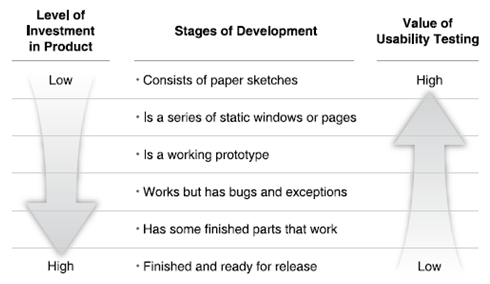 Level of
Investment
in Product
Stages of Development
Value of
Usability Testing
Low
• Consists of paper sketches
High
• Is a series of static windows or pages
• Is a working prototype
• Works but has bugs and exceptions
• Has some finished parts that work
High
• Finished and ready for release
Low